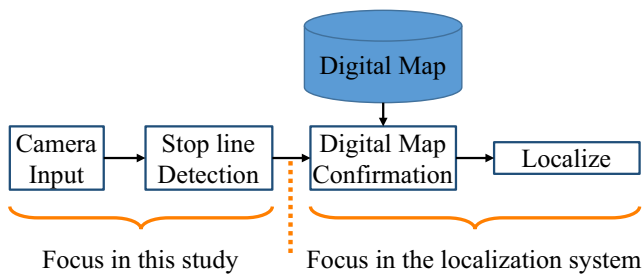 Digital Map
Camera
Input
Stop line
Detection
Digital Map
Confirmation
Localize
Focus in this study
Focus in the localization system